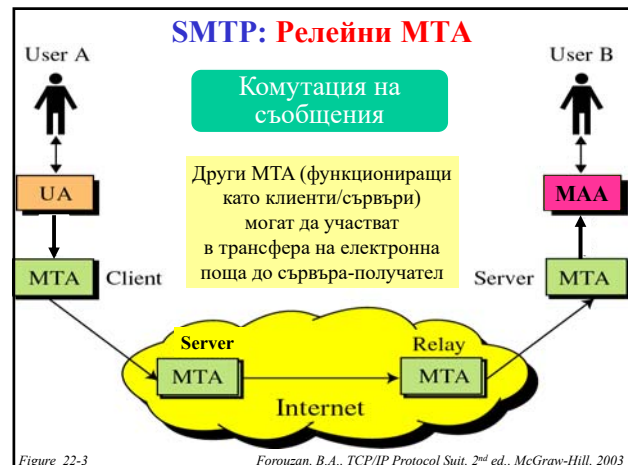 SMTP: Релейни MTA
User A
User B
Комутация на
съобщения
Други МТА (функциониращи
като клиенти/сървъри)
могат да участват
в трансфера на електронна
поща до сървъра-получател
UA
MAA
MTA
Client
Server
MTA
Server
MTA
Relay
MTA
Internet
Figure 22-3
Forouzan, B.A., TCP/IP Protocol Suit, 2nd ed., McGraw-Hill, 2003